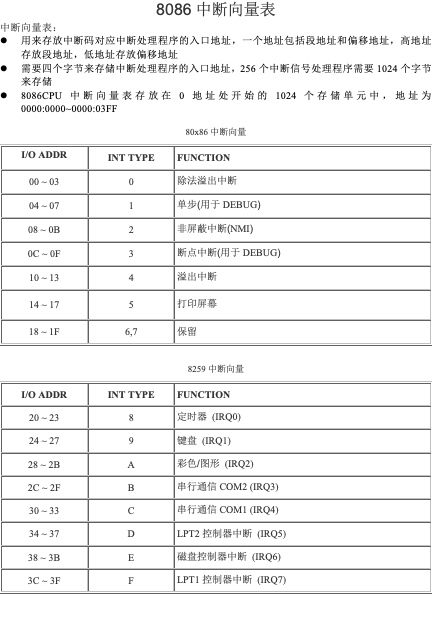 8086 中断向量表
中断向量表：
● 用来存放中断码对应中断处理程序的入口地址，一个地址包括段地址和偏移地址，高地址
存放段地址，低地址存放偏移地址
● 需要四个字节来存储中断处理程序的入口地址，256 个中断信号处理程序需要 1024 个字节
来存储
● 8086CPU 中断向量表存放在 0 地址处开始的 1024 个存储单元中，地址为
0000:0000~0000:03FF
80x86 中断向量
I/O ADDR INT TYPE FUNCTION
00 ~ 03 0 除法溢出中断
04 ~ 07 1 单步(用于 DEBUG)
08 ~ 0B 2 非屏蔽中断(NMI)
0C ~ 0F 3 断点中断(用于 DEBUG)
10 ~ 13 4 溢出中断
14 ~ 17 5 打印屏幕
18 ~ 1F 6,7 保留
8259 中断向量
I/O ADDR INT TYPE FUNCTION
20 ~ 23 8 定时器 (IRQ0)
24 ~ 27 9 键盘 (IRQ1)
28 ~ 2B A 彩色/图形 (IRQ2)
2C ~ 2F B 串行通信 COM2 (IRQ3)
30 ~ 33 C 串行通信 COM1 (IRQ4)
34 ~ 37 D LPT2 控制器中断 (IRQ5)
38 ~ 3B E 磁盘控制器中断 (IRQ6)
3C ~ 3F F LPT1 控制器中断 (IRQ7)